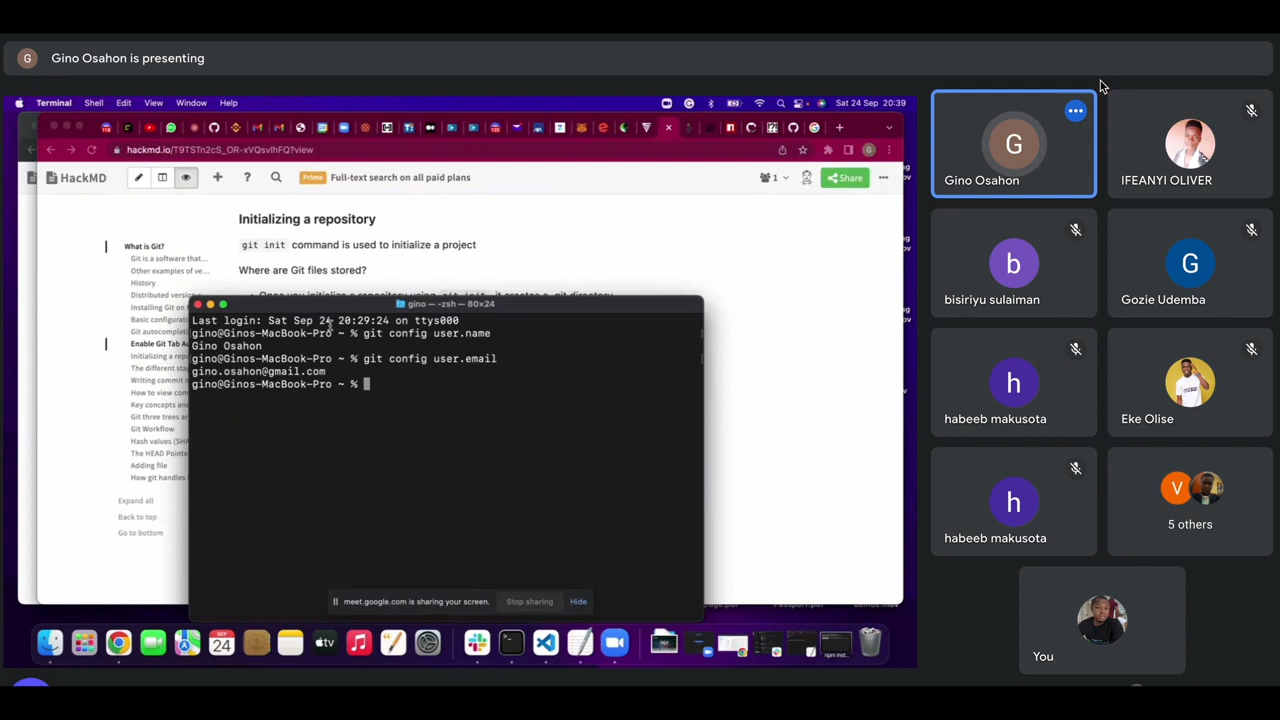 G Gino Osahon is presenting
Terminal Shell Edit View Window Help
Sat 24 Sep 20:39
hackmd.io/T9TSTn2cS_OR-xVQsvlhFQ?view
HackMD
Prime Full-text search on all paid plans
1
Share
What is Git?
Git is a software that...
Other examples of ve...
History
Distributed version
Installing Git on
Basic configura
Git autocomple
Enable Git Tab A
Initializing a repo
The different sta
Writing commit
How to view com
Key concepts an
Git three trees a
Git Workflow
Hash values (SHA
The HEAD Pointe
Adding file
How git handles
Expand all
Back to top
Go to bottom
Initializing a repository
git init command is used to initialize a project
Where are Git files stored?
gino — -zsh — 80×24
Last login: Sat Sep 24 20:29:24 on ttys000
gino@Ginos-MacBook-Pro ~ % git config user.name
Gino Osahon
gino@Ginos-MacBook-Pro ~ % git config user.email
gino.osahon@gmail.com
gino@Ginos-MacBook-Pro ~ %
meet.google.com is sharing your screen. Stop sharing Hide
SEP
24
tv
G
Gino Osahon
IFEANYI OLIVER
b
bisiriyu sulaiman
G
Gozie Udemba
h
habeeb makusota
Eke Olise
h
habeeb makusota
V
5 others
You